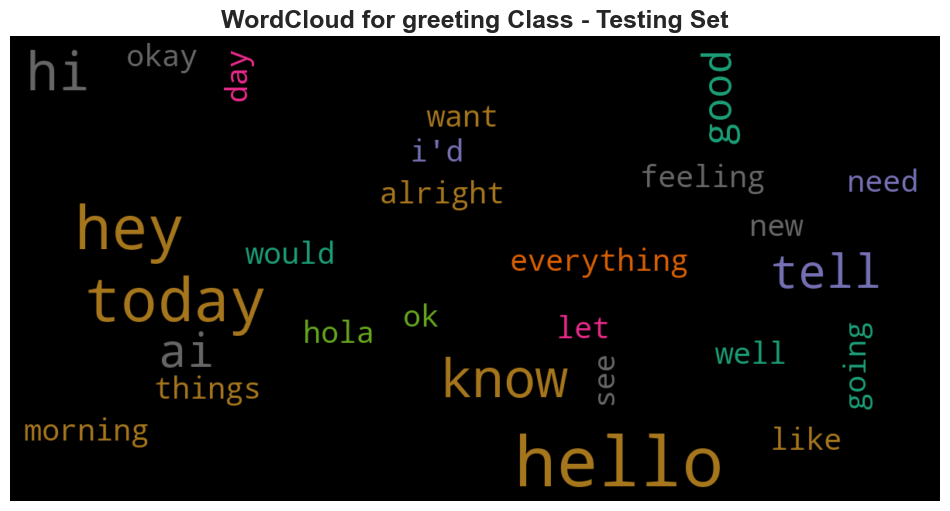 WordCloud for greeting Class - Testing Set
hi
okay
day
good
want
i'd
alright
feeling
need
hey
would
everything
new
tell
today
hola
ok
let
ai
know
see
well
going
things
morning
hello
like